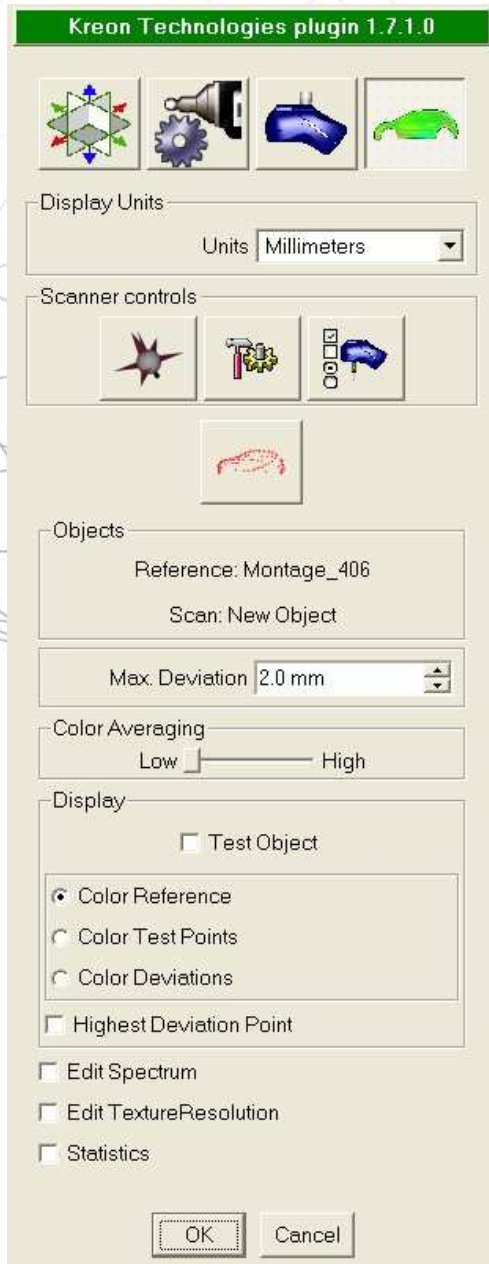 Kreon Technologies plugin 1.7.1.0
Display Units
Units Millimeters
Scanner controls
Objects
Reference: Montage_406
Scan: New Object
Max. Deviation 2.0 mm
Color Averaging
Low High
Display
Test Object
Color Reference
Color Test Points
Color Deviations
Highest Deviation Point
Edit Spectrum
Edit TextureResolution
Statistics
OK Cancel